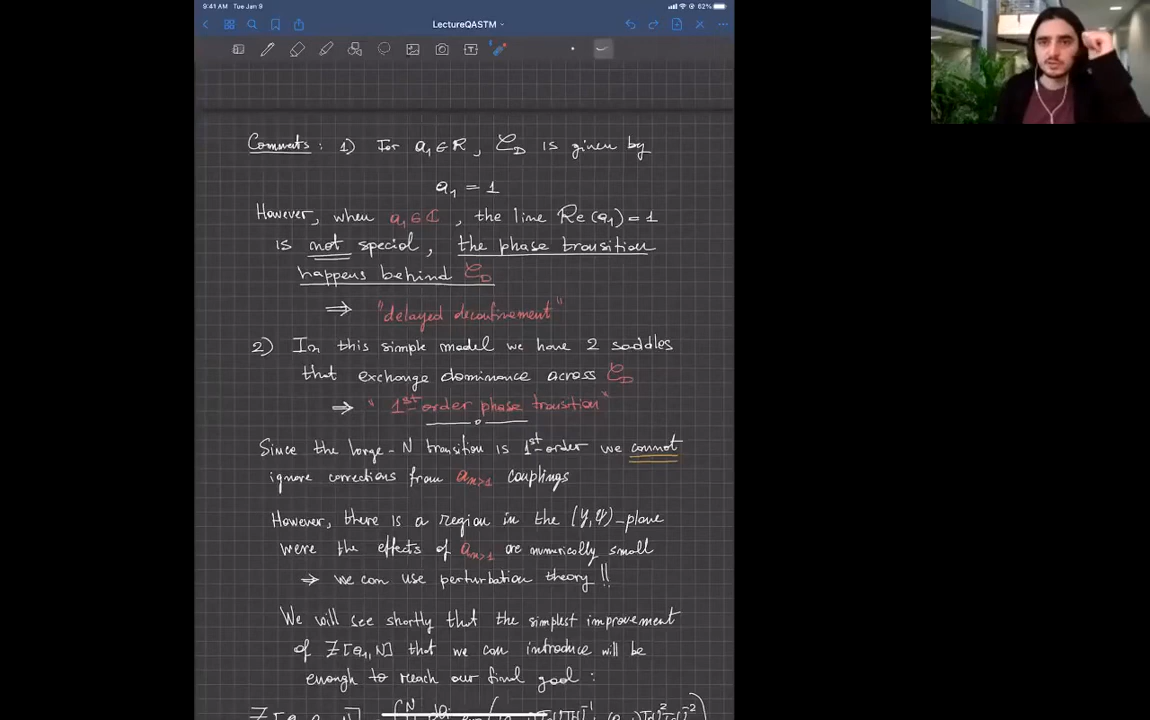 9:41 AM Tue Jan 9
62%
LectureQASTM
Comments: 1) For a₁ ∈ ℝ, 𝒞_D is given by
a₁ = 1
However, when a₁ ∈ ℂ, the line Re(a₁) = 1
is not special, the phase transition
happens behind 𝒞_D
⇒ "delayed deconfinement"
2) In this simple model we have 2 saddles
that exchange dominance across 𝒞_D
⇒ "1st-order phase transition"
Since the large-N transition is 1st-order we cannot
ignore corrections from a_{n>1} couplings
However, there is a region in the (y,ψ)-plane
were the effects of a_{n>1} are numerically small
→ we can use perturbation theory!!
We will see shortly that the simplest improvement
of Z[a₁,N] that we can introduce will be
enough to reach our final goal: